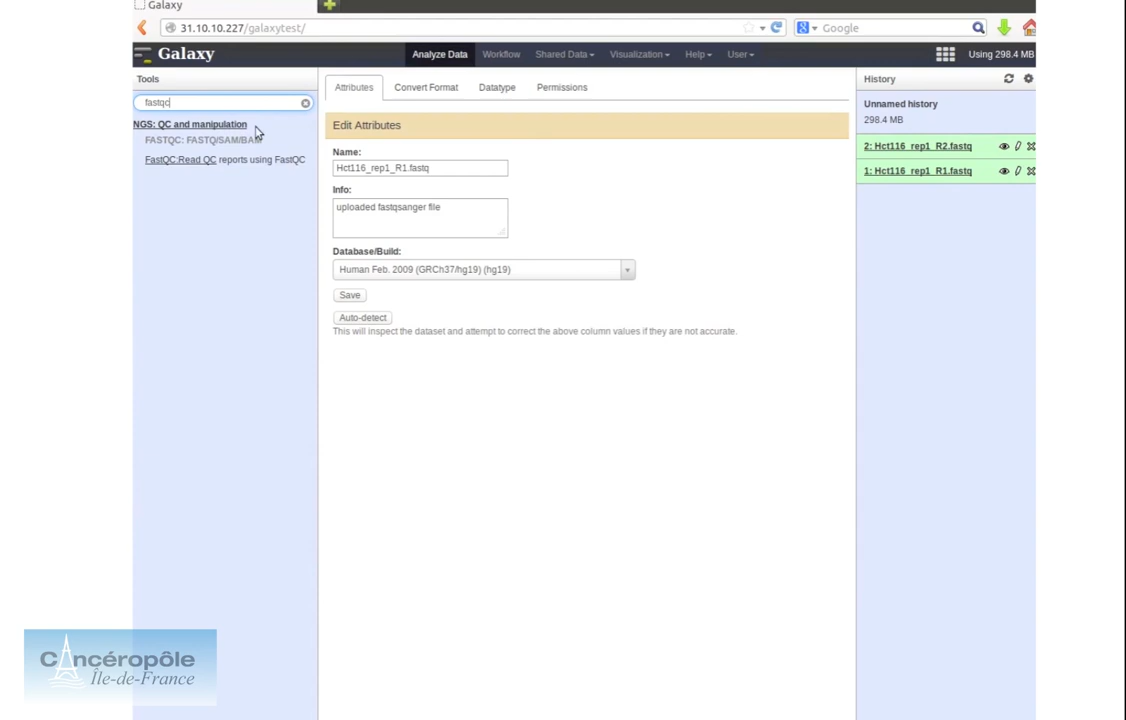 Galaxy
31.10.10.227/galaxytest/
Google
Galaxy
Analyze Data
Workflow
Shared Data
Visualization
Help
User
Using 298.4 MB
Tools
fastqc
NGS: QC and manipulation
FASTQC: FASTQ/SAM/BAM
FastQC:Read QC reports using FastQC
Attributes
Convert Format
Datatype
Permissions
Edit Attributes
Name:
Hct116_rep1_R1.fastq
Info:
uploaded fastqsanger file
Database/Build:
Human Feb. 2009 (GRCh37/hg19) (hg19)
Save
Auto-detect
This will inspect the dataset and attempt to correct the above column values if they are not accurate.
History
Unnamed history
298.4 MB
2: Hct116_rep1_R2.fastq
1: Hct116_rep1_R1.fastq
Cancéropôle
Île-de-France